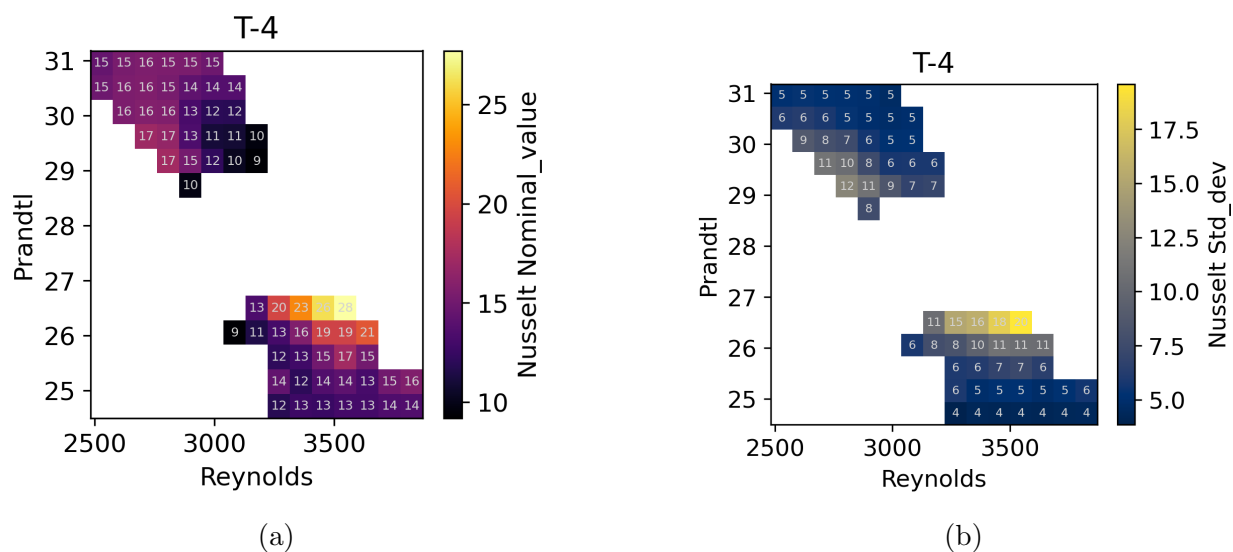 T-4
31
15 15 16 15 15 15
15 16 16 15 14 14 14
30
16 16 16 13 12 12
17 17 13 11 11 10
29
17 15 12 10 9
10
28
27
13 20 23 28
26
9 11 13 16 19 19 21
12 13 15 17 15
25
14 12 14 14 13 15 16
12 13 13 13 13 14 14
2500 3000 3500
Reynolds
Prandtl
25
20
15
10
Nusselt Nominal_value
(a)
T-4
31
5 5 5 5 5 5
6 6 6 5 5 5 5
30
9 8 7 6 5 5
11 10 8 6 6 6
29
12 11 9 7 7
8
28
27
11 15 16
26
6 8 8 10 11 11 11
6 6 7 7 6
25
6 5 5 5 5 5 6
4 4 4 4 4 4 4
2500 3000 3500
Reynolds
Prandtl
17.5
15.0
12.5
10.0
7.5
5.0
Nusselt Std_dev
(b)